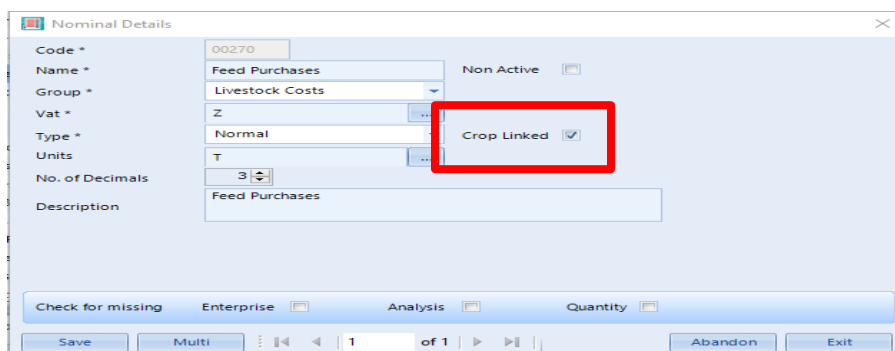 Nominal Details
Code * 00270
Name * Feed Purchases Non Active
Group * Livestock Costs
Vat * Z ...
Type * Normal Crop Linked
Units T ...
No. of Decimals 3
Description Feed Purchases
Check for missing Enterprise Analysis Quantity
Save Multi 1 of 1 Abandon Exit